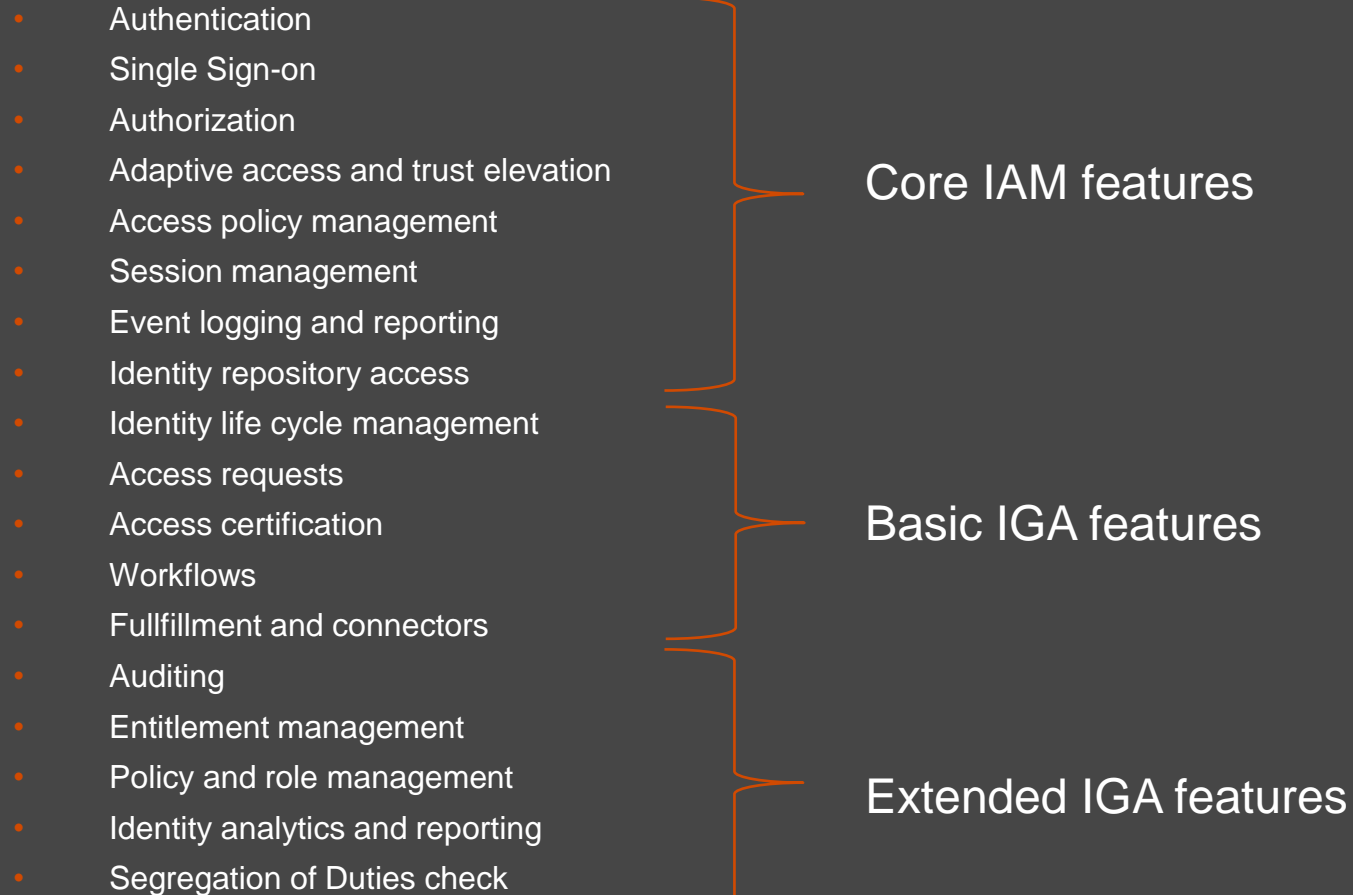 • Authentication
• Single Sign-on
• Authorization
• Adaptive access and trust elevation
• Access policy management
• Session management
• Event logging and reporting
• Identity repository access
Core IAM features
• Identity life cycle management
• Access requests
• Access certification
• Workflows
• Fullfillment and connectors
Basic IGA features
• Auditing
• Entitlement management
• Policy and role management
• Identity analytics and reporting
• Segregation of Duties check
Extended IGA features